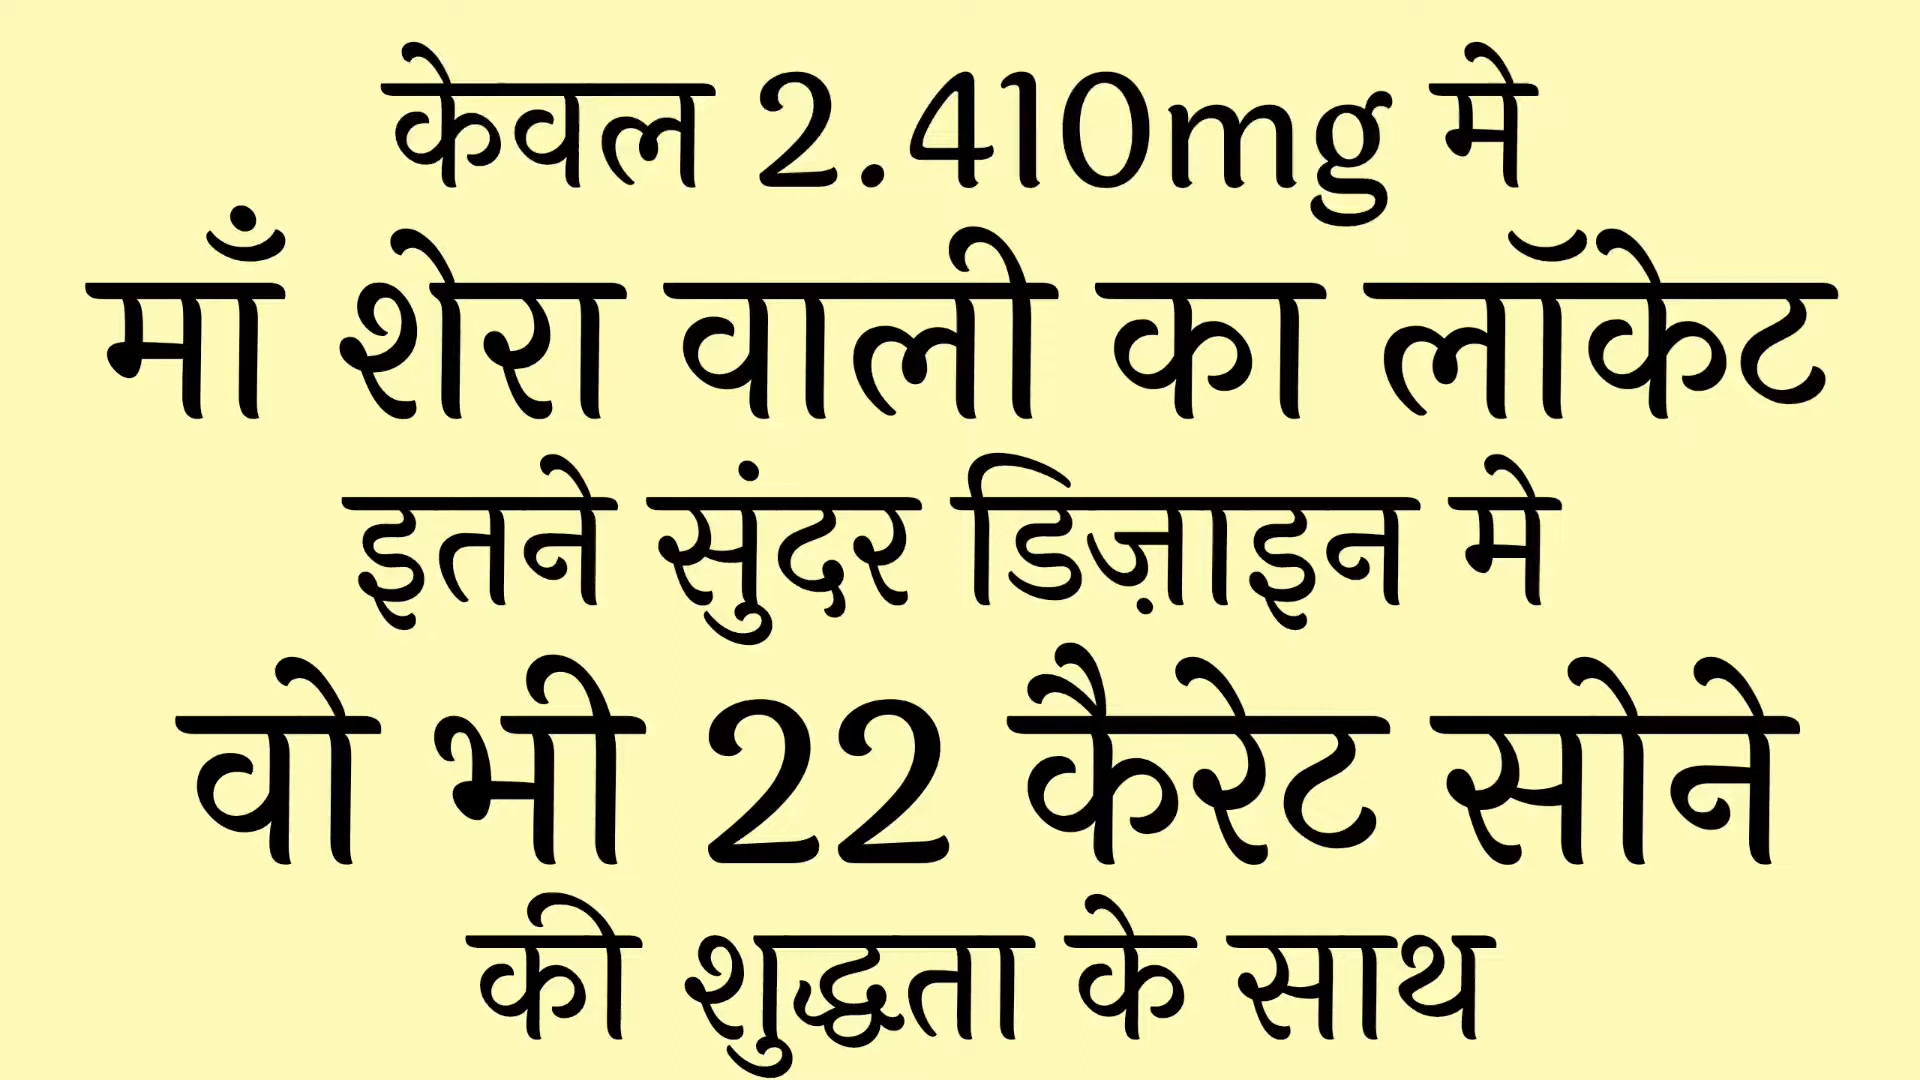 केवल 2.410mg मे
माँ शेरा वाली का लॉकेट
इतने सुंदर डिज़ाइन मे
वो भी 22 कैरेट सोने
की शुद्धता के साथ